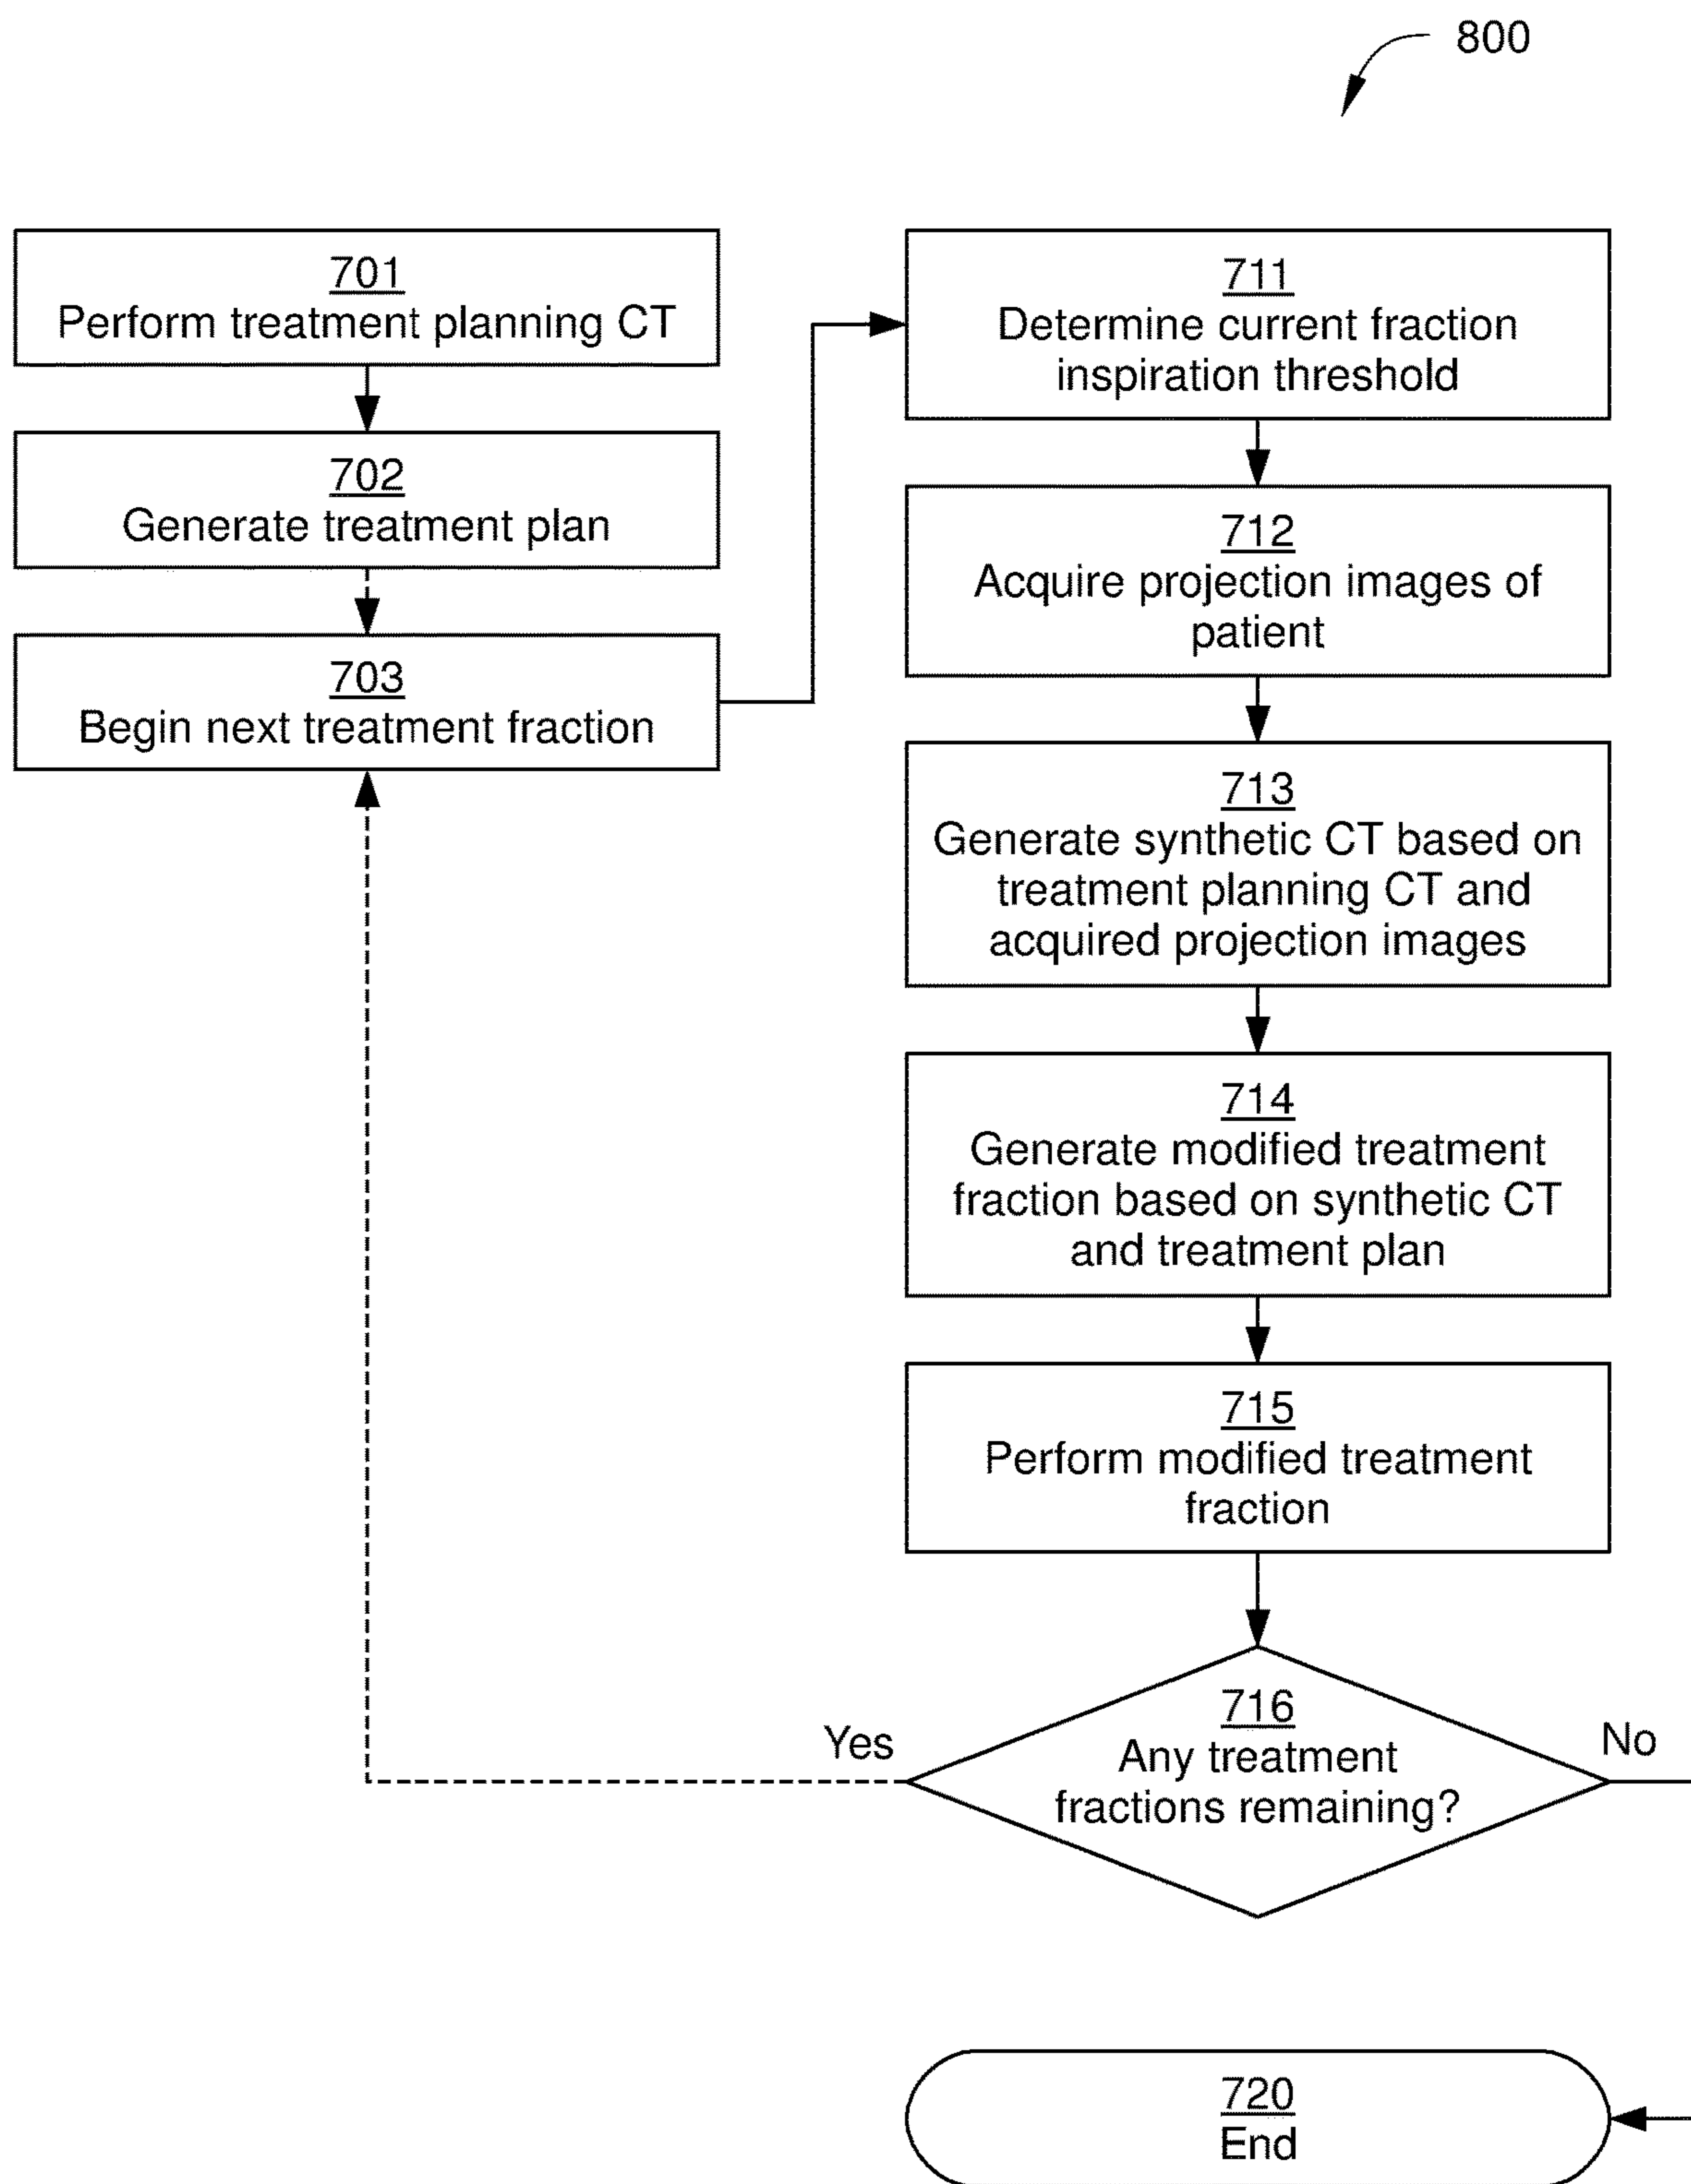 800
701
Perform treatment planning CT
702
Generate treatment plan
703
Begin next treatment fraction
711
Determine current fraction
inspiration threshold
712
Acquire projection images of
patient
713
Generate synthetic CT based on
treatment planning CT and
acquired projection images
714
Generate modified treatment
fraction based on synthetic CT
and treatment plan
715
Perform modified treatment
fraction
716
Any treatment
fractions remaining?
Yes
No
720
End